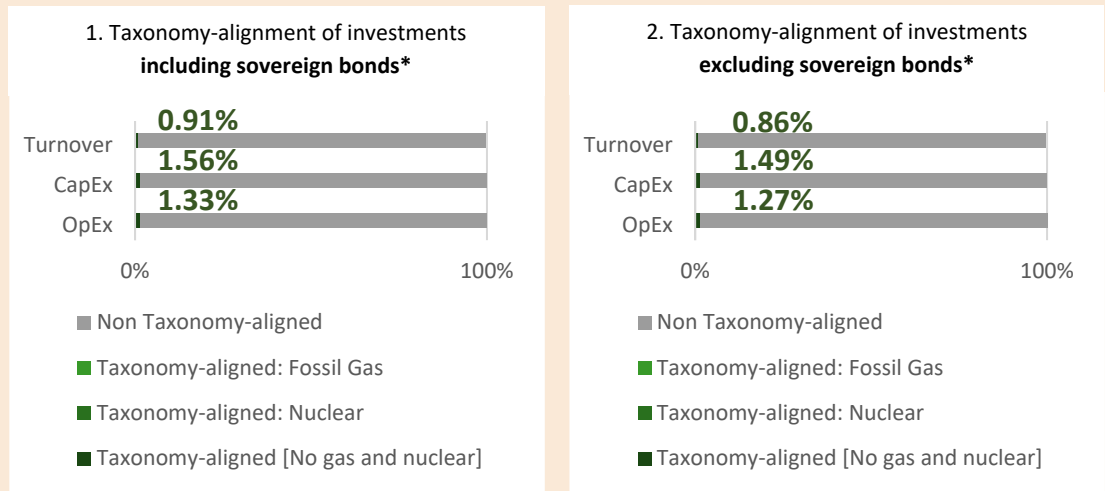 1. Taxonomy-alignment of investments
including sovereign bonds*
0.91%
Turnover
1.56%
CapEx
1.33%
OpEx
0%
100%
Non Taxonomy-aligned
Taxonomy-aligned: Fossil Gas
Taxonomy-aligned: Nuclear
Taxonomy-aligned [No gas and nuclear]
2. Taxonomy-alignment of investments
excluding sovereign bonds*
0.86%
Turnover
1.49%
CapEx
1.27%
OpEx
0%
100%
Non Taxonomy-aligned
Taxonomy-aligned: Fossil Gas
Taxonomy-aligned: Nuclear
Taxonomy-aligned [No gas and nuclear]